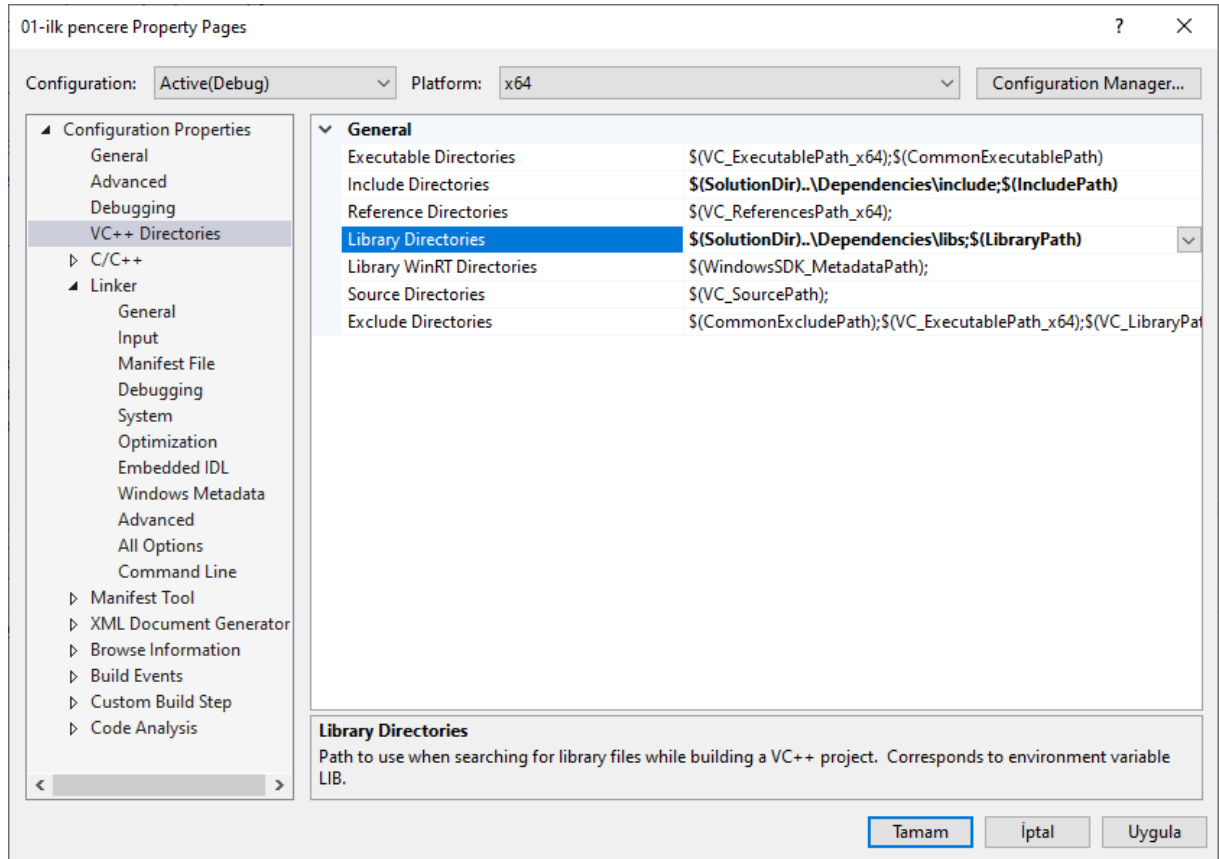 01-ilk pencere Property Pages
?
Configuration: Active(Debug) Platform: x64 Configuration Manager...
Configuration Properties
General
Advanced
Debugging
VC++ Directories
C/C++
Linker
General
Input
Manifest File
Debugging
System
Optimization
Embedded IDL
Windows Metadata
Advanced
All Options
Command Line
Manifest Tool
XML Document Generator
Browse Information
Build Events
Custom Build Step
Code Analysis
General
Executable Directories $(VC_ExecutablePath_x64);$(CommonExecutablePath)
Include Directories $(SolutionDir)..\Dependencies\include;$(IncludePath)
Reference Directories $(VC_ReferencesPath_x64);
Library Directories $(SolutionDir)..\Dependencies\libs;$(LibraryPath)
Library WinRT Directories $(WindowsSDK_MetadataPath);
Source Directories $(VC_SourcePath);
Exclude Directories $(CommonExcludePath);$(VC_ExecutablePath_x64);$(VC_LibraryPat
Library Directories
Path to use when searching for library files while building a VC++ project. Corresponds to environment variable
LIB.
Tamam İptal Uygula